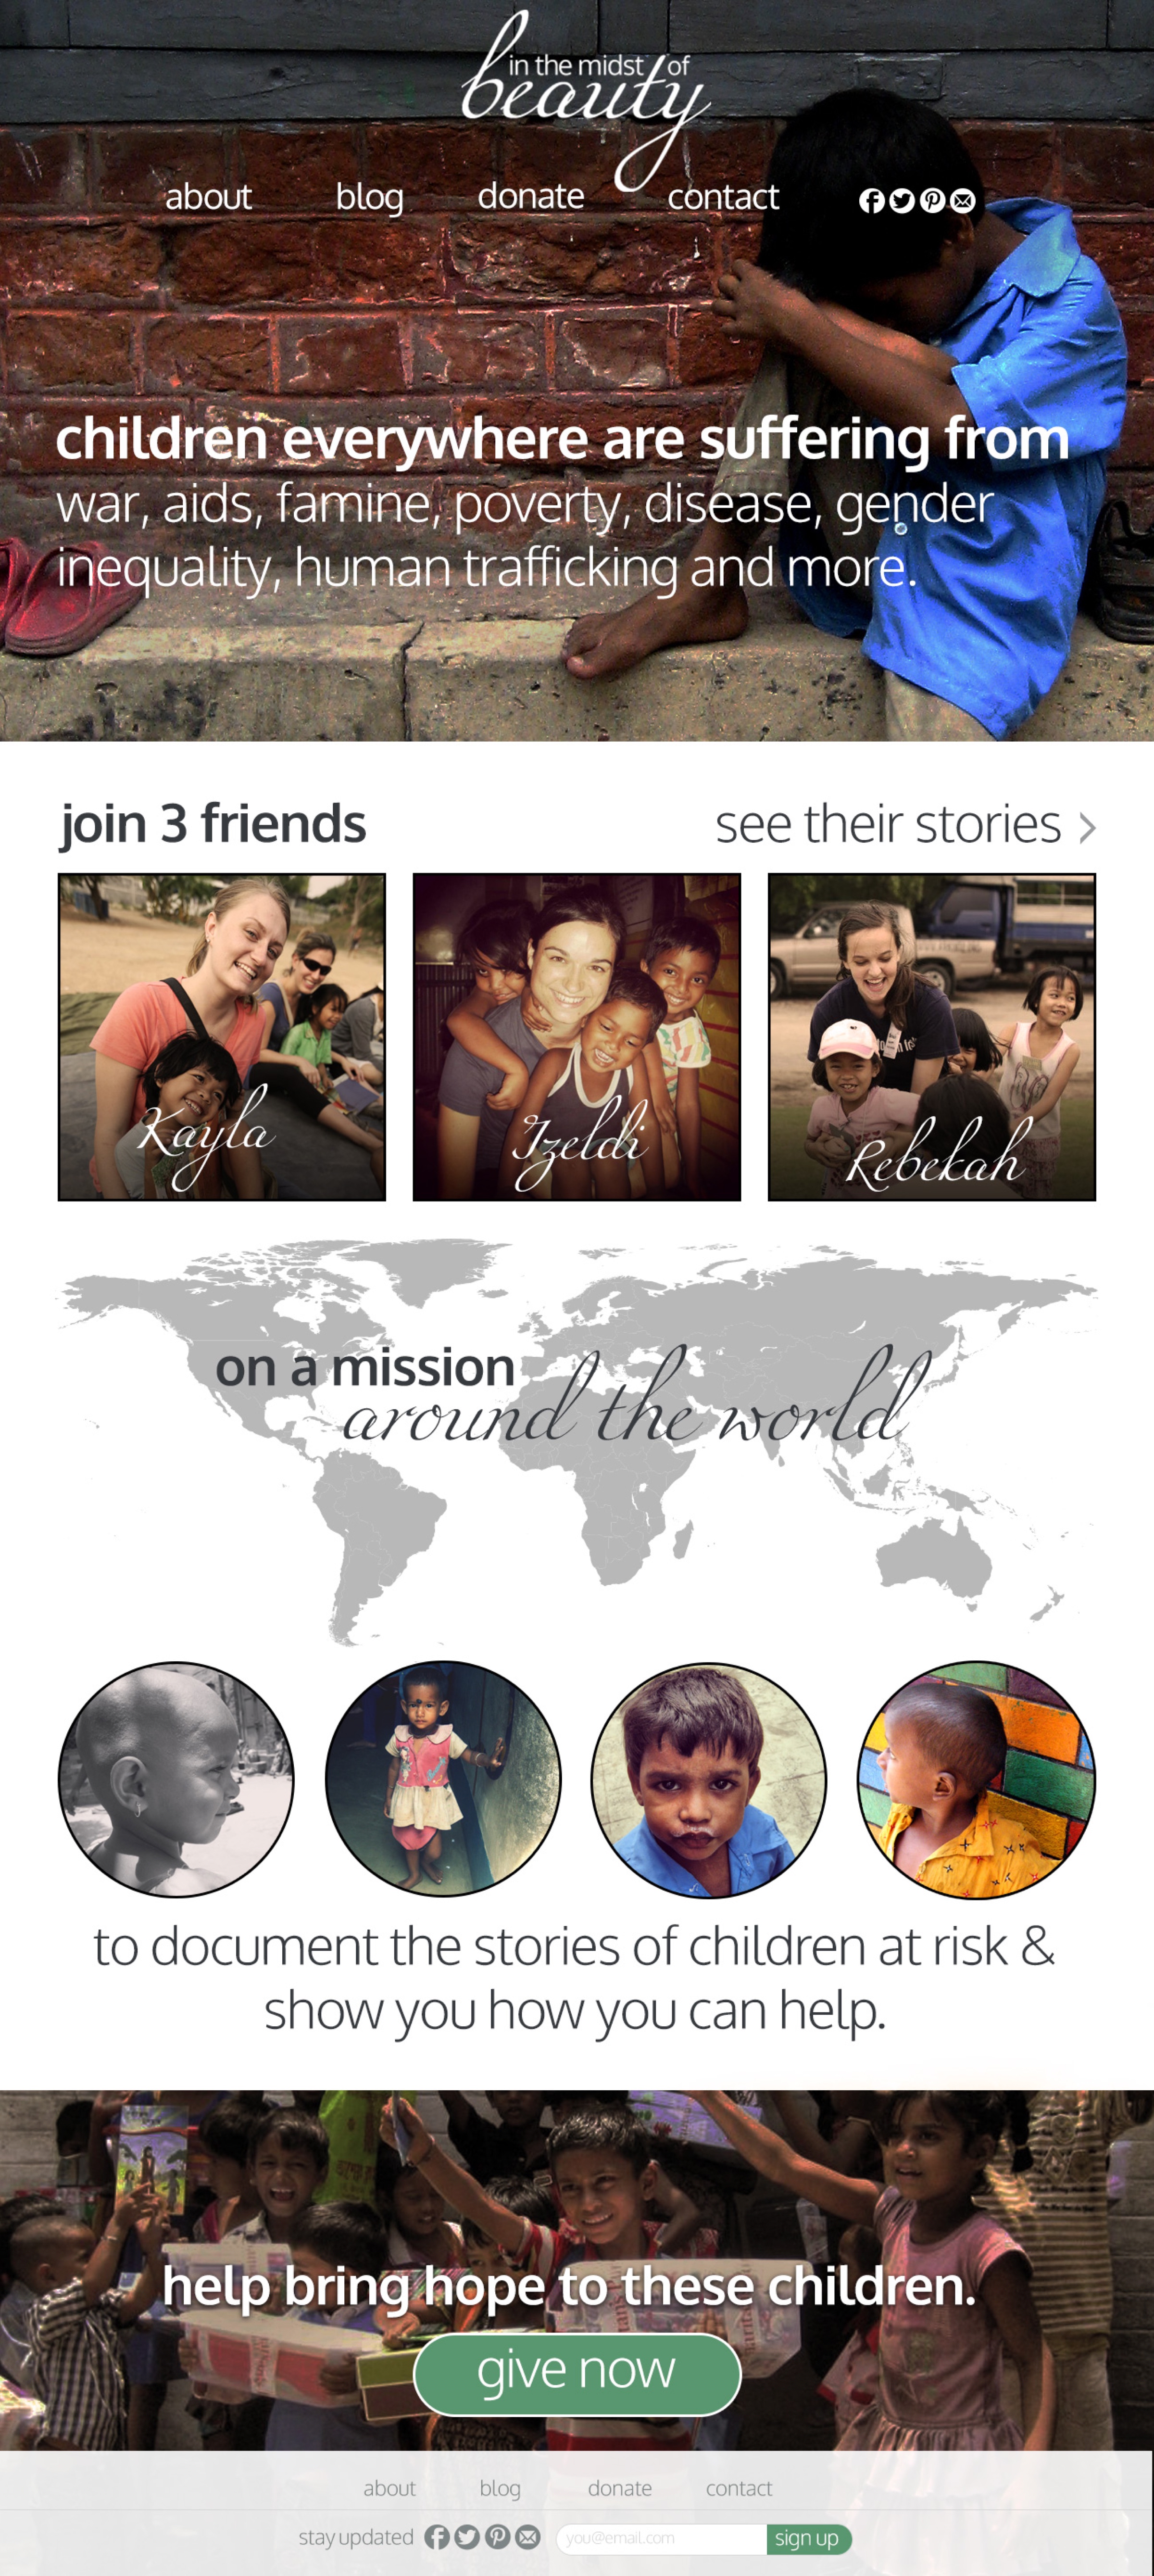 in the midst of
beauty
about blog donate contact
children everywhere are suffering from
war, aids, famine, poverty, disease, gender
inequality, human trafficking and more.
join 3 friends
see their stories >
Kayla
Izeldi
Rebekah
on a mission
around the world
to document the stories of children at risk &
show you how you can help.
help bring hope to these children.
give now
about blog donate contact
stay updated
you@email.com
sign up